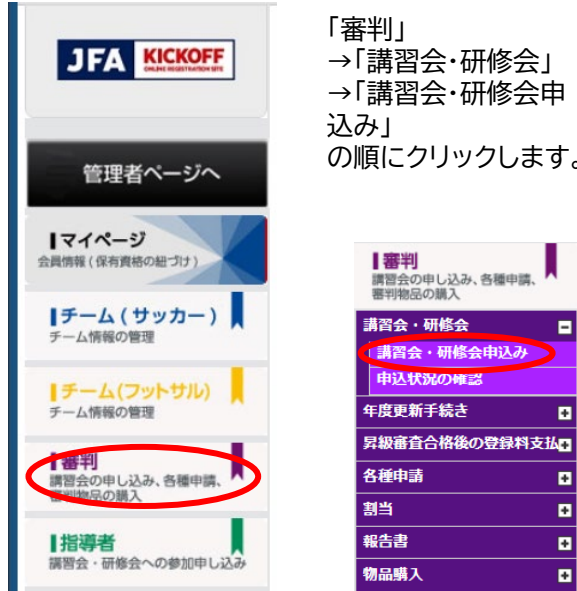 JFA KICKOFF
ONLINE REGISTRATION SITE
管理者ページへ
マイページ
会員情報(保有資格の紐づけ)
チーム(サッカー)
チーム情報の管理
チーム(フットサル)
チーム情報の管理
審判
講習会の申し込み、各種申請、
審判物品の購入
指導者
講習会・研修会への参加申し込み
「審判」
→「講習会・研修会」
→「講習会・研修会申
込み」
の順にクリックします。
審判
講習会の申し込み、各種申請、
審判物品の購入
講習会・研修会
講習会・研修会申込み
申込状況の確認
年度更新手続き
昇級審査合格後の登録料支払
各種申請
割当
報告書
物品購入